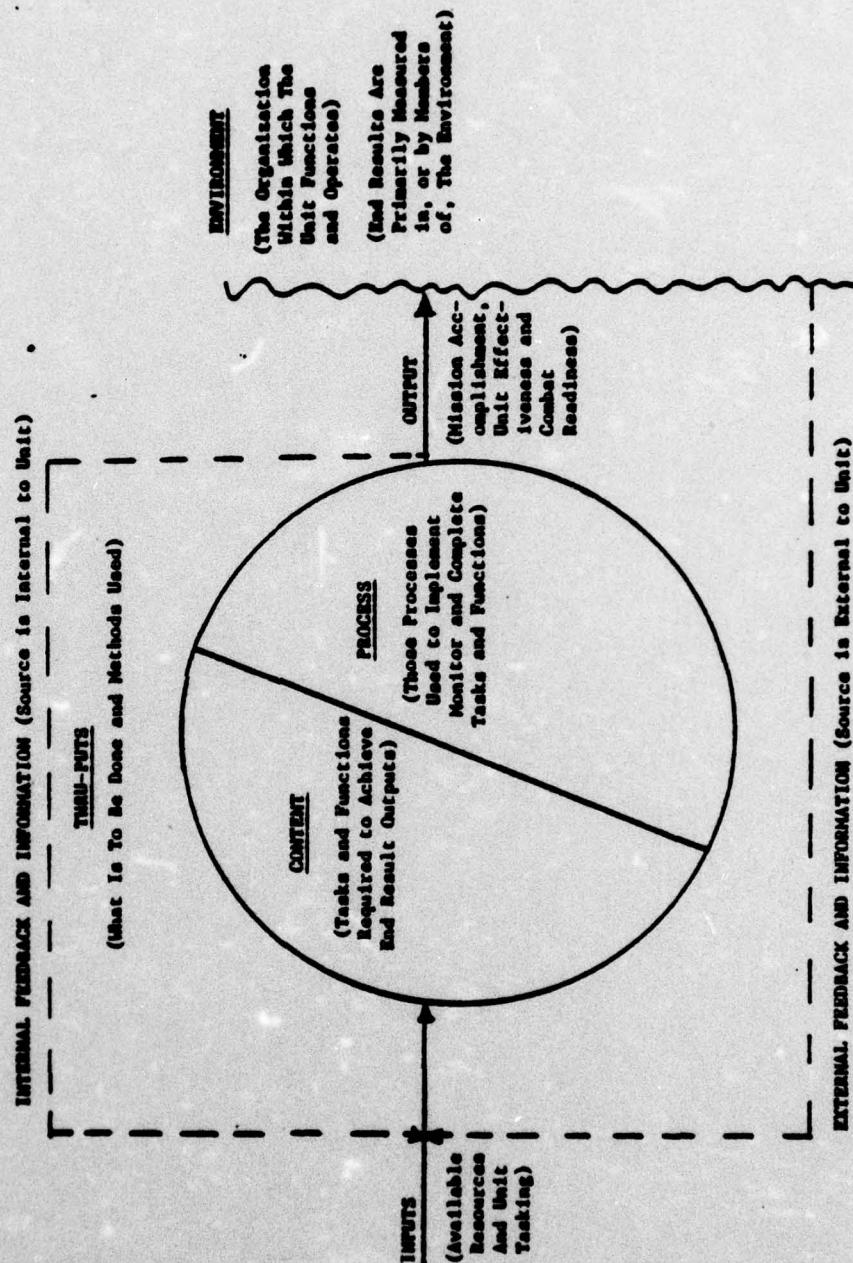 INTERNAL FEEDBACK AND INFORMATION (Source is Internal to Unit)
THRU-PUTS
(What Is To Be Done and Methods Used)
INPUTS
(Available
Resources
And Unit
Tasking)
CONTENT
(Tasks and Functions
Required to Achieve
End Result Outputs)
PROCESS
(Those Processes
Used to Implement
Monitor and Complete
Tasks and Functions)
OUTPUT
(Mission Acc-
omplishment,
Unit Effect-
iveness and
Combat
Readiness)
ENVIRONMENT
(The Organization
Within Which The
Unit Functions
and Operates)
(End Results Are
Primarily Measured
in, or by Members
of, The Environment)
EXTERNAL FEEDBACK AND INFORMATION (Source is External to Unit)